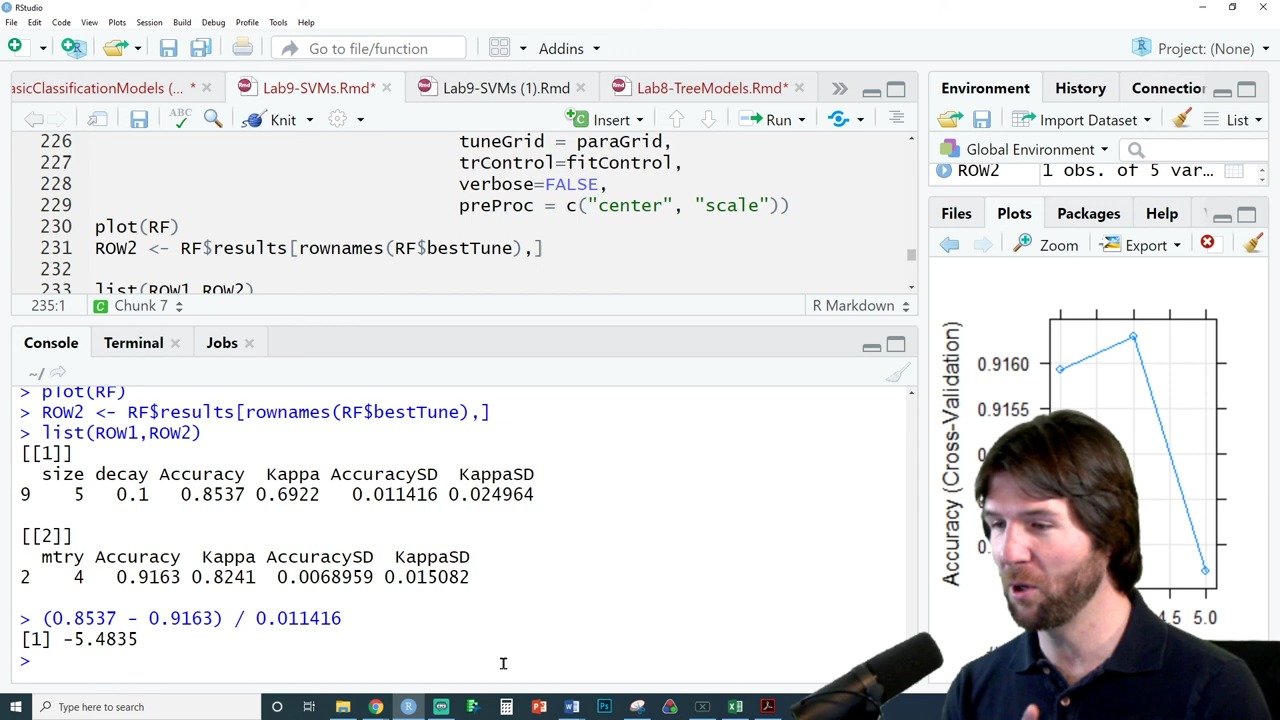 RStudio
File Edit Code View Plots Session Build Debug Profile Tools Help
Go to file/function Addins Project: (None)
asicClassificationModels (... * Lab9-SVMs.Rmd* Lab9-SVMs (1).Rmd Lab8-TreeModels.Rmd*
ABC Knit Insert Run
226 tuneGrid = paraGrid,
227 trControl=fitControl,
228 verbose=FALSE,
229 preProc = c("center", "scale"))
230 plot(RF)
231 ROW2 <- RF$results[rownames(RF$bestTune),]
232
233 list(ROW1,ROW2)
235:1 Chunk 7 R Markdown
Console Terminal Jobs
~/
> plot(RF)
> ROW2 <- RF$results[rownames(RF$bestTune),]
> list(ROW1,ROW2)
[[1]]
size decay Accuracy Kappa AccuracySD KappaSD
9 5 0.1 0.8537 0.6922 0.011416 0.024964
[[2]]
mtry Accuracy Kappa AccuracySD KappaSD
2 4 0.9163 0.8241 0.0068959 0.015082
> (0.8537 - 0.9163) / 0.011416
[1] -5.4835
>
Environment History Connectio
Import Dataset List
Global Environment
ROW2 1 obs. of 5 var...
Files Plots Packages Help
Zoom Export
Accuracy (Cross-Validation)
0.9160
0.9155
4.5 5.0
Type here to search